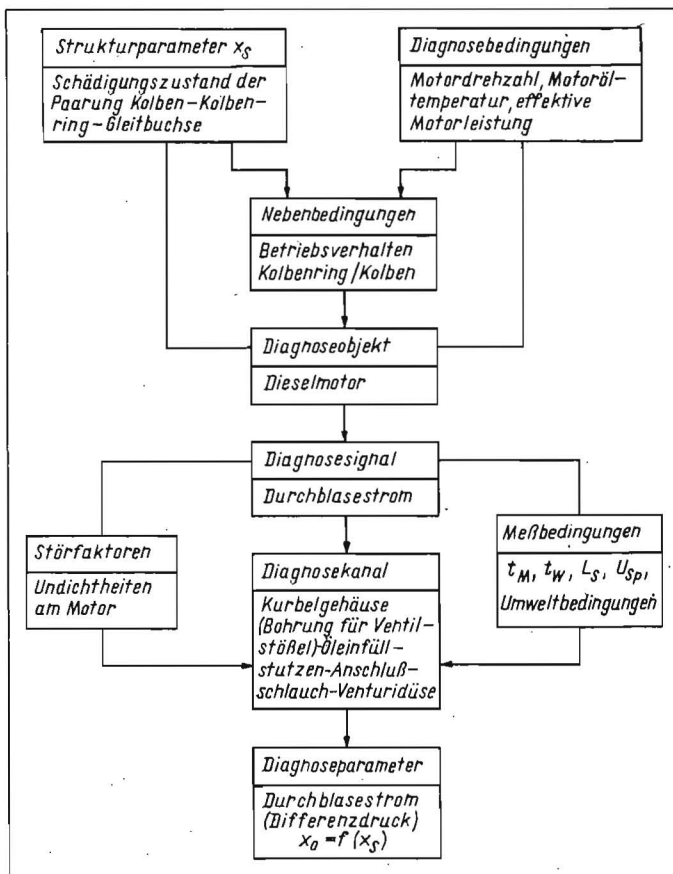 Strukturparameter x_S
Schädigungszustand der
Paarung Kolben-Kolben-
ring-Gleitbuchse
Diagnosebedingungen
Motordrehzahl, Motoröl-
temperatur, effektive
Motorleistung
Nebenbedingungen
Betriebsverhalten
Kolbenring/Kolben
Diagnoseobjekt
Dieselmotor
Diagnosesignal
Durchblasestrom
Störfaktoren
Undichtheiten
am Motor
Meßbedingungen
t_M, t_W, L_S, U_Sp,
Umweltbedingungen
Diagnosekanal
Kurbelgehäuse
(Bohrung für Ventil-
stößel)-Öleinfüll-
stutzen-Anschluß-
schlauch-Venturidüse
Diagnoseparameter
Durchblasestrom
(Differenzdruck)
x_a = f(x_S)